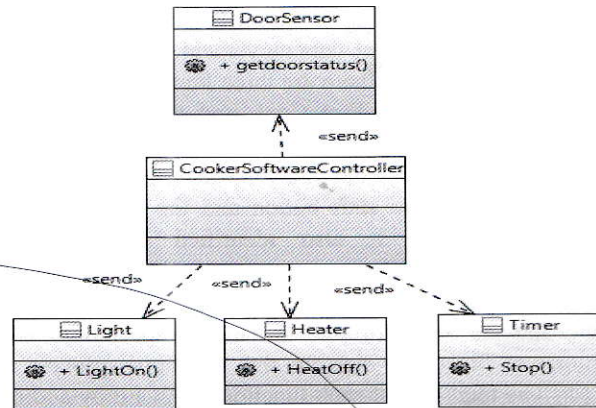 DoorSensor
+ getdoorstatus()
«send»
CookerSoftwareController
«send»
«send»
«send»
Light
Heater
Timer
+ LightOn()
+ HeatOff()
+ Stop()